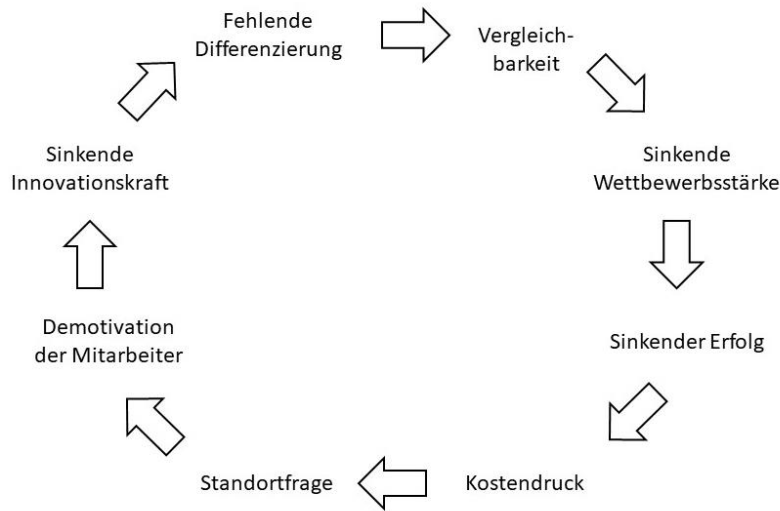 Fehlende
Differenzierung
Vergleich-
barkeit
Sinkende
Wettbewerbsstärke
Sinkender Erfolg
Kostendruck
Standortfrage
Demotivation
der Mitarbeiter
Sinkende
Innovationskraft